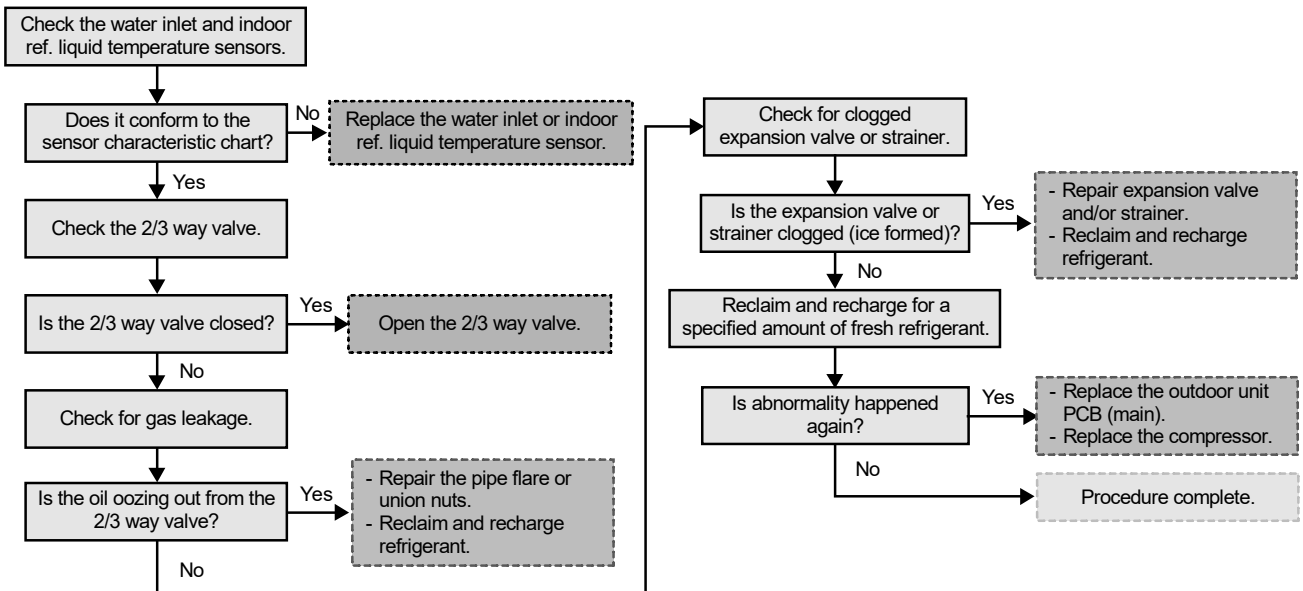 Check the water inlet and indoor
ref. liquid temperature sensors.
Does it conform to the
sensor characteristic chart?
No
Replace the water inlet or indoor
ref. liquid temperature sensor.
Yes
Check the 2/3 way valve.
Is the 2/3 way valve closed?
Yes
Open the 2/3 way valve.
No
Check for gas leakage.
Is the oil oozing out from the
2/3 way valve?
Yes
- Repair the pipe flare or
union nuts.
- Reclaim and recharge
refrigerant.
No
Check for clogged
expansion valve or strainer.
Is the expansion valve or
strainer clogged (ice formed)?
Yes
- Repair expansion valve
and/or strainer.
- Reclaim and recharge
refrigerant.
No
Reclaim and recharge for a
specified amount of fresh refrigerant.
Is abnormality happened
again?
Yes
- Replace the outdoor unit
PCB (main).
- Replace the compressor.
No
Procedure complete.